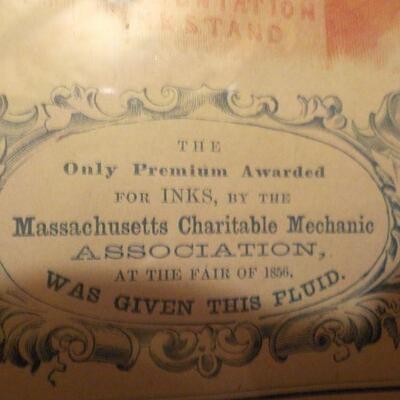 NKSTAND
THE
Only Premium Awarded
FOR INKS, BY THE
Massachusetts Charitable Mechanic
ASSOCIATION,
AT THE FAIR OF 1856.
WAS GIVEN THIS FLUID.